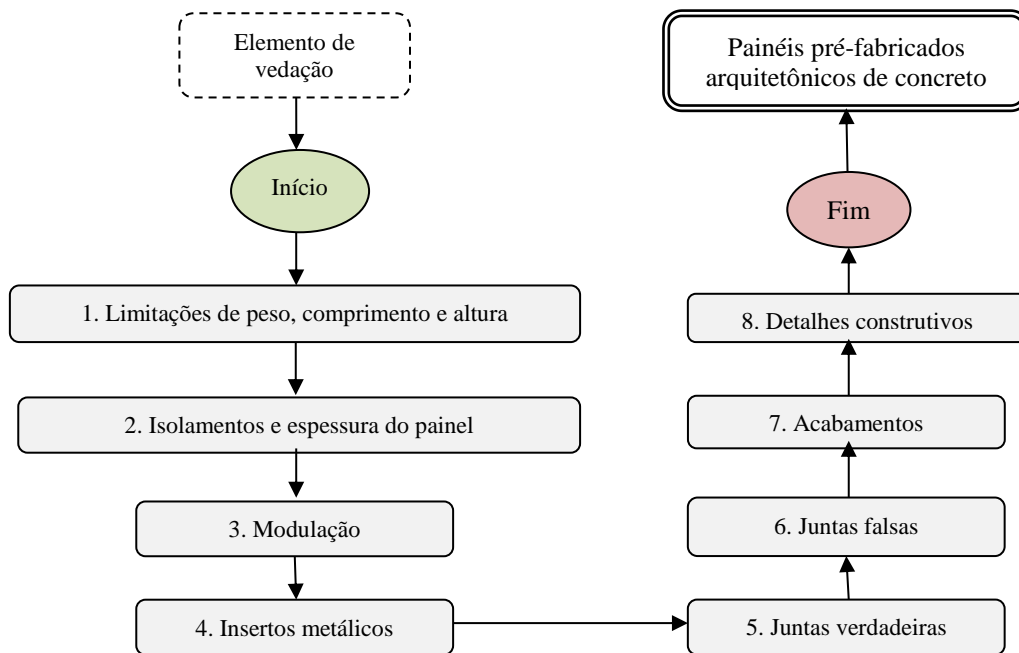 Elemento de
vedação
Início
1. Limitações de peso, comprimento e altura
2. Isolamentos e espessura do painel
3. Modulação
4. Insertos metálicos
5. Juntas verdadeiras
6. Juntas falsas
7. Acabamentos
8. Detalhes construtivos
Fim
Painéis pré-fabricados
arquitetônicos de concreto